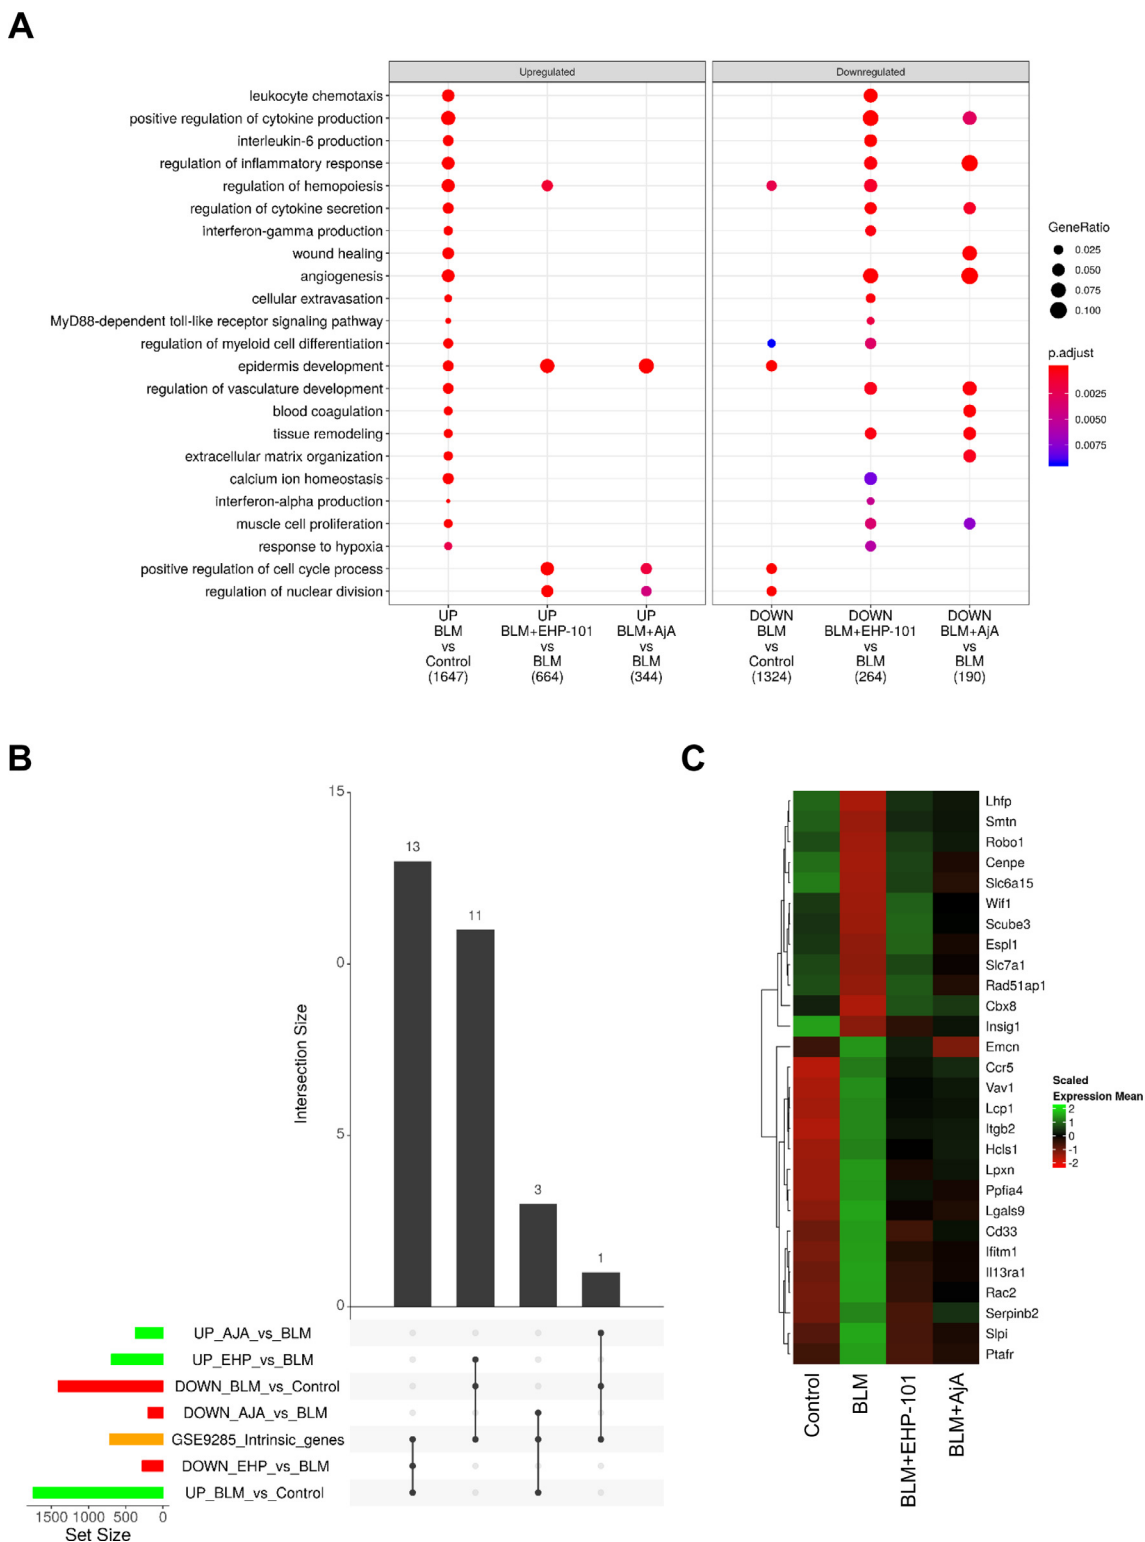 A
Upregulated
Downregulated
leukocyte chemotaxis
positive regulation of cytokine production
interleukin-6 production
regulation of inflammatory response
regulation of hemopoiesis
regulation of cytokine secretion
interferon-gamma production
wound healing
angiogenesis
cellular extravasation
MyD88-dependent toll-like receptor signaling pathway
regulation of myeloid cell differentiation
epidermis development
regulation of vasculature development
blood coagulation
tissue remodeling
extracellular matrix organization
calcium ion homeostasis
interferon-alpha production
muscle cell proliferation
response to hypoxia
positive regulation of cell cycle process
regulation of nuclear division
GeneRatio
0.025
0.050
0.075
0.100
p.adjust
0.0025
0.0050
0.0075
UP
BLM
vs
Control
(1647)
UP
BLM+EHP-101
vs
BLM
(664)
UP
BLM+AjA
vs
BLM
(344)
DOWN
BLM
vs
Control
(1324)
DOWN
BLM+EHP-101
vs
BLM
(264)
DOWN
BLM+AjA
vs
BLM
(190)
B
15
0
5
0
Intersection Size
13
11
3
1
UP_AJA_vs_BLM
UP_EHP_vs_BLM
DOWN_BLM_vs_Control
DOWN_AJA_vs_BLM
GSE9285_Intrinsic_genes
DOWN_EHP_vs_BLM
UP_BLM_vs_Control
1500 1000 500 0
Set Size
C
Lhfp
Smtn
Robo1
Cenpe
Slc6a15
Wif1
Scube3
Espl1
Slc7a1
Rad51ap1
Cbx8
Insig1
Emcn
Ccr5
Vav1
Lcp1
Itgb2
Hcls1
Lpxn
Ppfia4
Lgals9
Cd33
Ifitm1
Il13ra1
Rac2
Serpinb2
Slpi
Ptafr
Control
BLM
BLM+EHP-101
BLM+AjA
Scaled
Expression Mean
2
1
0
-1
-2